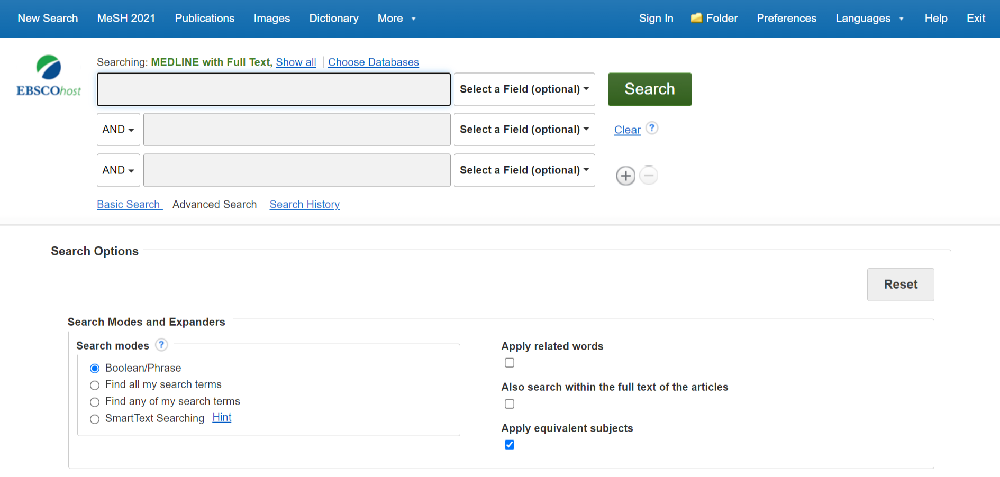 New Search MeSH 2021 Publications Images Dictionary More Sign In Folder Preferences Languages Help Exit
EBSCOhost
Searching: MEDLINE with Full Text, Show all Choose Databases
Select a Field (optional) Search
AND Select a Field (optional) Clear ?
AND Select a Field (optional)
Basic Search Advanced Search Search History
Search Options
Reset
Search Modes and Expanders
Search modes ?
Boolean/Phrase
Find all my search terms
Find any of my search terms
SmartText Searching Hint
Apply related words
Also search within the full text of the articles
Apply equivalent subjects